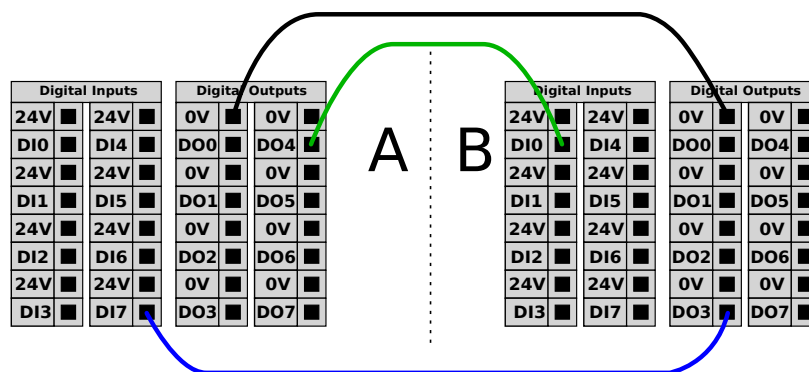 Digital Inputs Digital Outputs Digital Inputs Digital Outputs
24V 24V 0V 0V 24V 24V 0V 0V
DI0 DI4 DO0 DO4 A B DI0 DI4 DO0 DO4
24V 24V 0V 0V 24V 24V 0V 0V
DI1 DI5 DO1 DO5 DI1 DI5 DO1 DO5
24V 24V 0V 0V 24V 24V 0V 0V
DI2 DI6 DO2 DO6 DI2 DI6 DO2 DO6
24V 24V 0V 0V 24V 24V 0V 0V
DI3 DI7 DO3 DO7 DI3 DI7 DO3 DO7